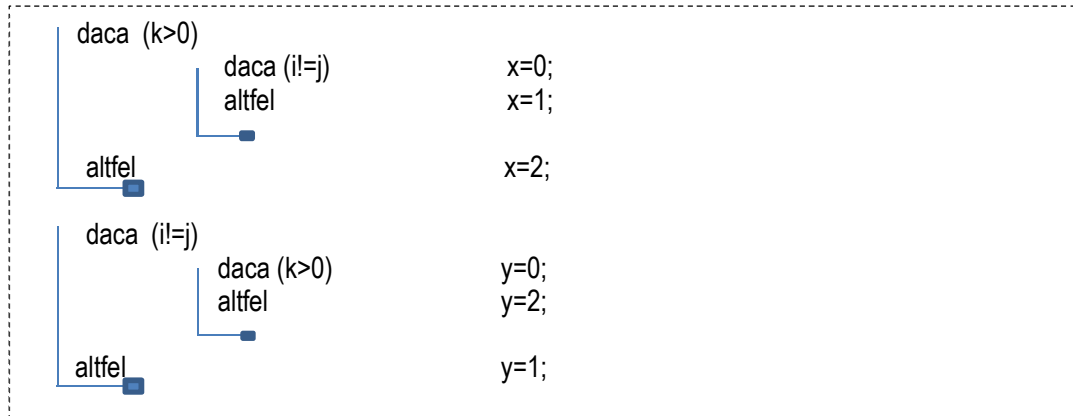 daca (k>0)
daca (i!=j) x=0;
altfel x=1;
altfel x=2;
daca (i!=j)
daca (k>0) y=0;
altfel y=2;
altfel y=1;